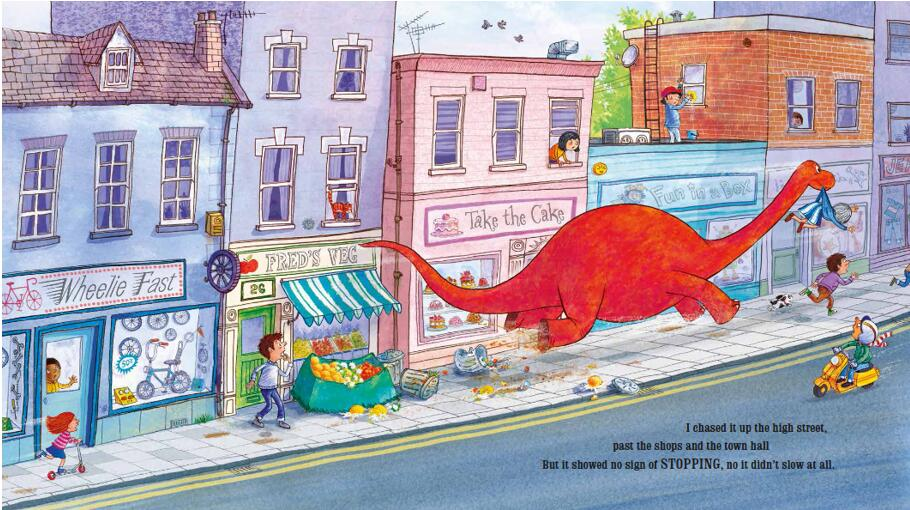 Wheelie Fast
FRED'S VEG
26
Take the Cake
Fun in a Box
I chased it up the high street,
past the shops and the town hall
But it showed no sign of STOPPING, no it didn't slow at all.